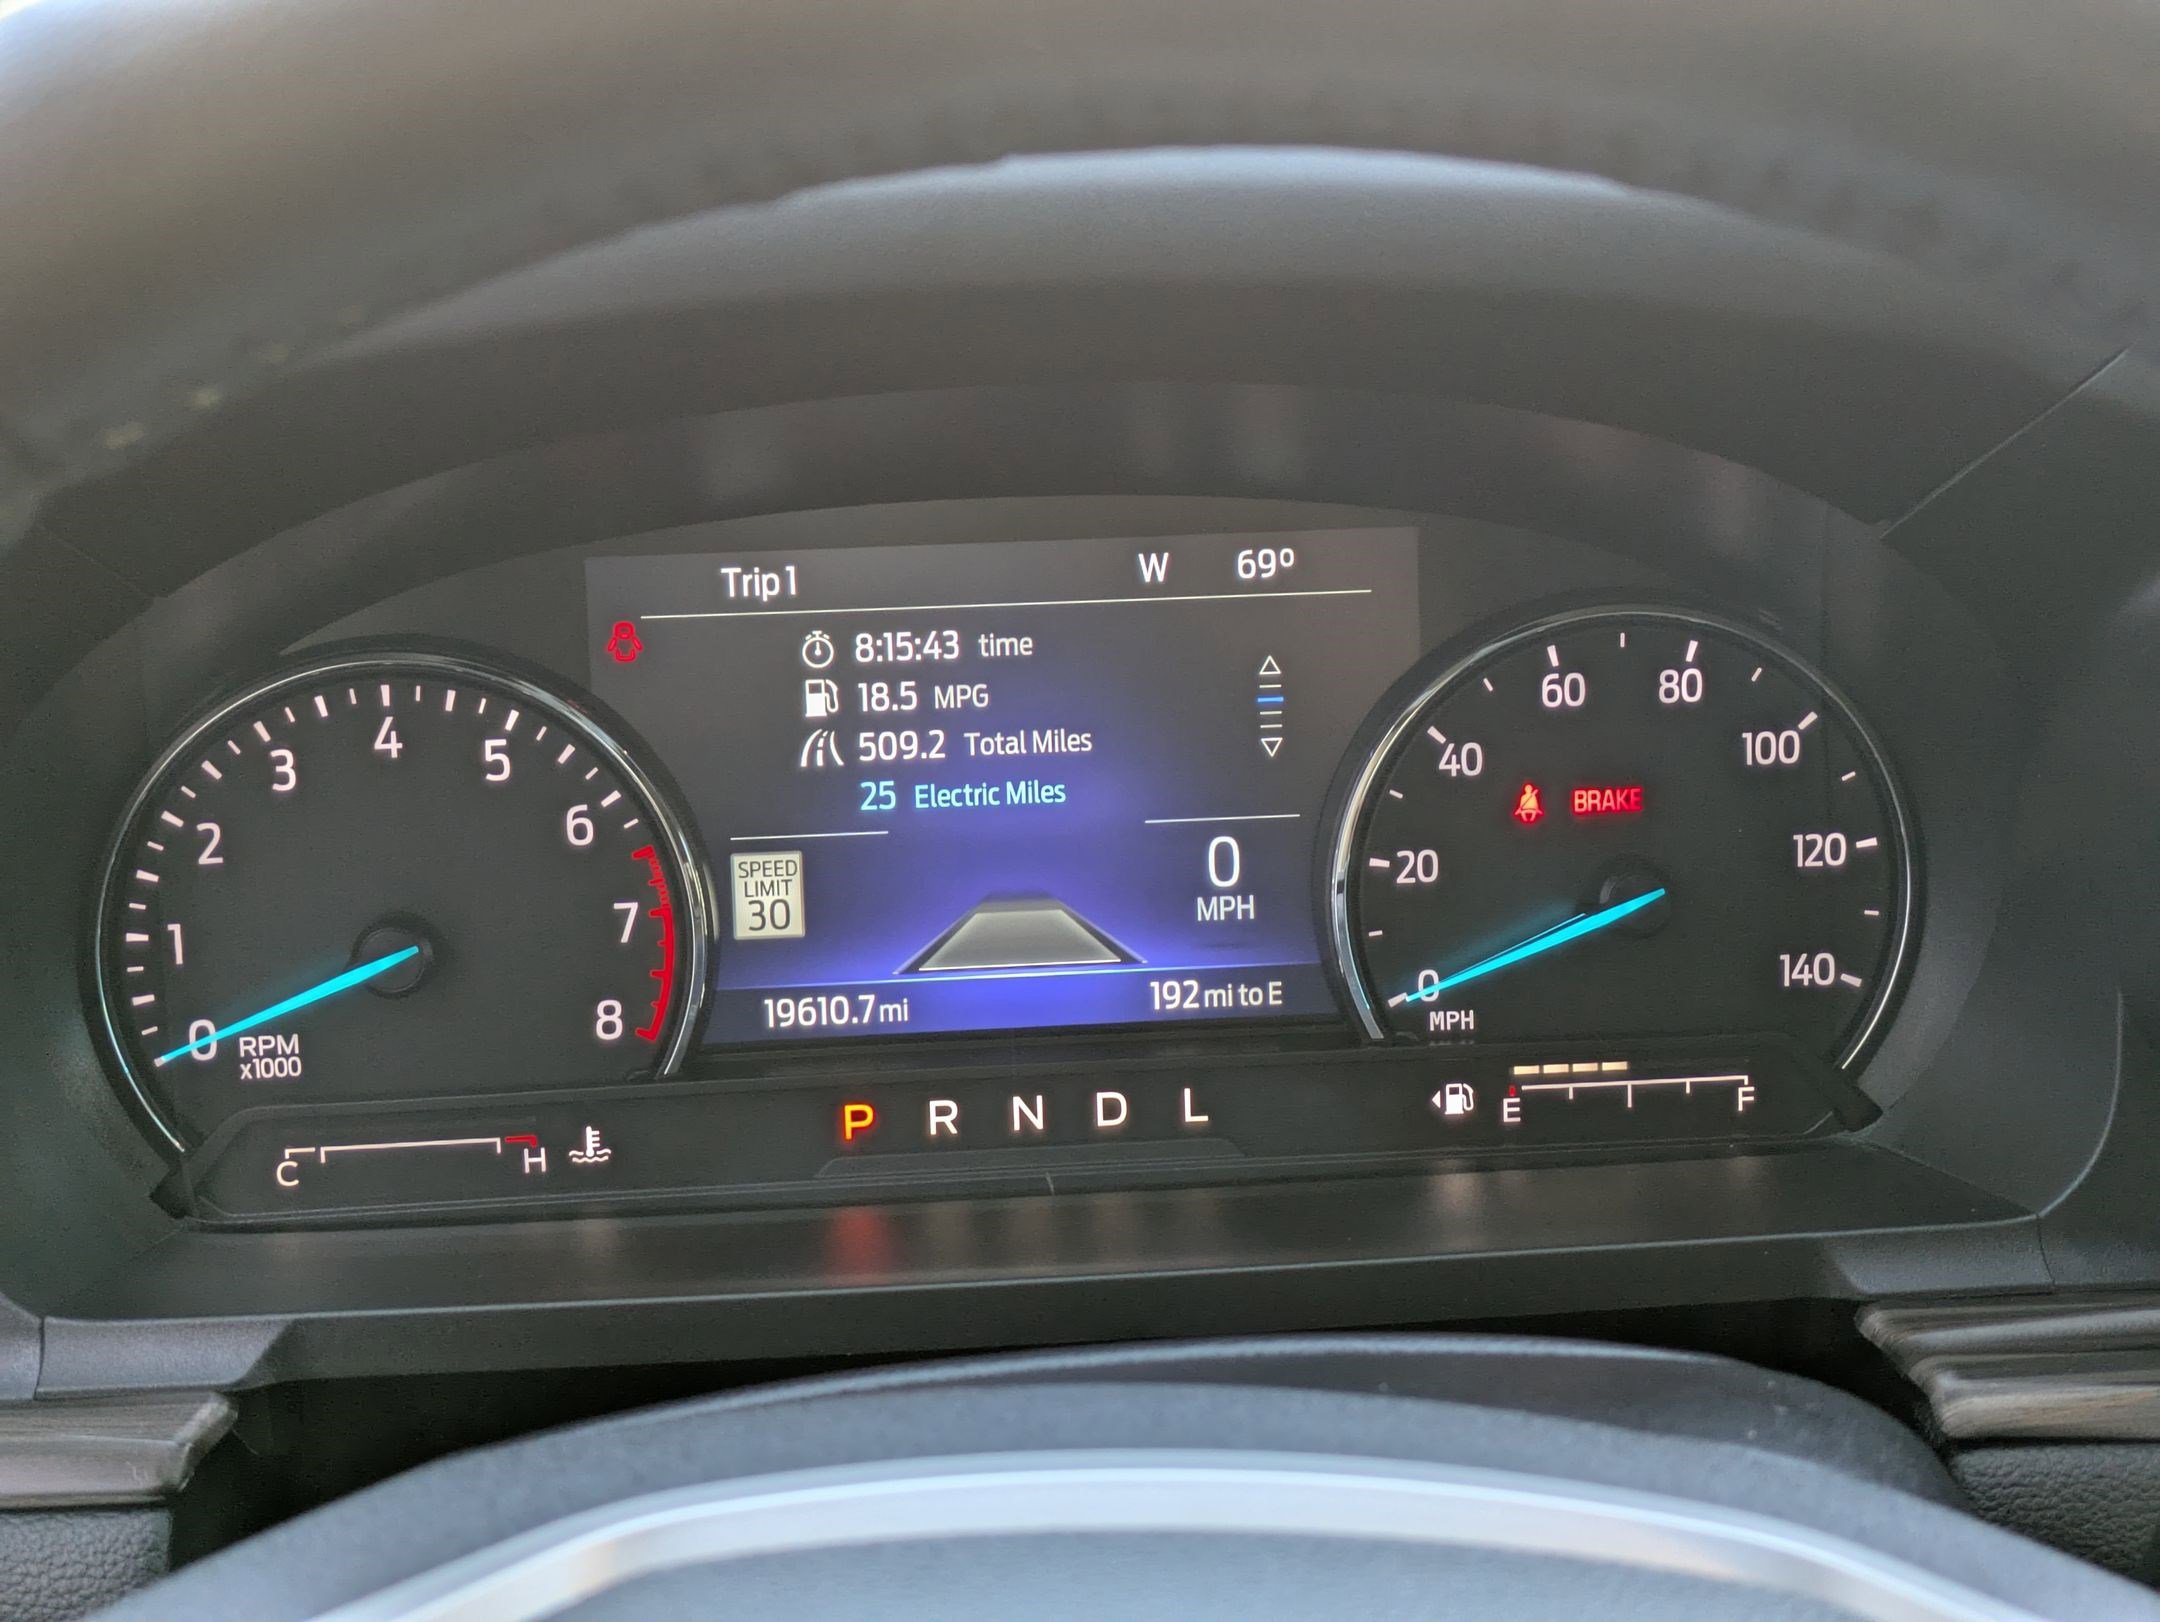 Trip 1 W 69º
8:15:43 time
18.5 MPG
509.2 Total Miles
25 Electric Miles
SPEED
LIMIT
30
0
MPH
19610.7 mi 192 mi to E
0 1 2 3 4 5 6 7 8
RPM
x1000
0 20 40 60 80 100 120 140
BRAKE
MPH
C H
P R N D L
E F